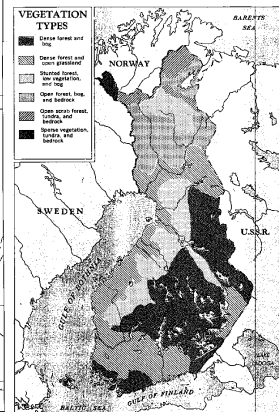 VEGETATION
TYPES
Dense forest and
bog
Dense forest and
open grassland
Stunted forest,
low vegetation,
and bog
Open forest, bog,
and bedrock
Open scrub forest,
tundra, and
bedrock
Sparse vegetation,
tundra, and
bedrock
BARENTS
SEA
NORWAY
SWEDEN
U.S.S.R.
GULF OF BOTHNIA
LAKE
LADOGA
GULF OF FINLAND
BALTIC SEA